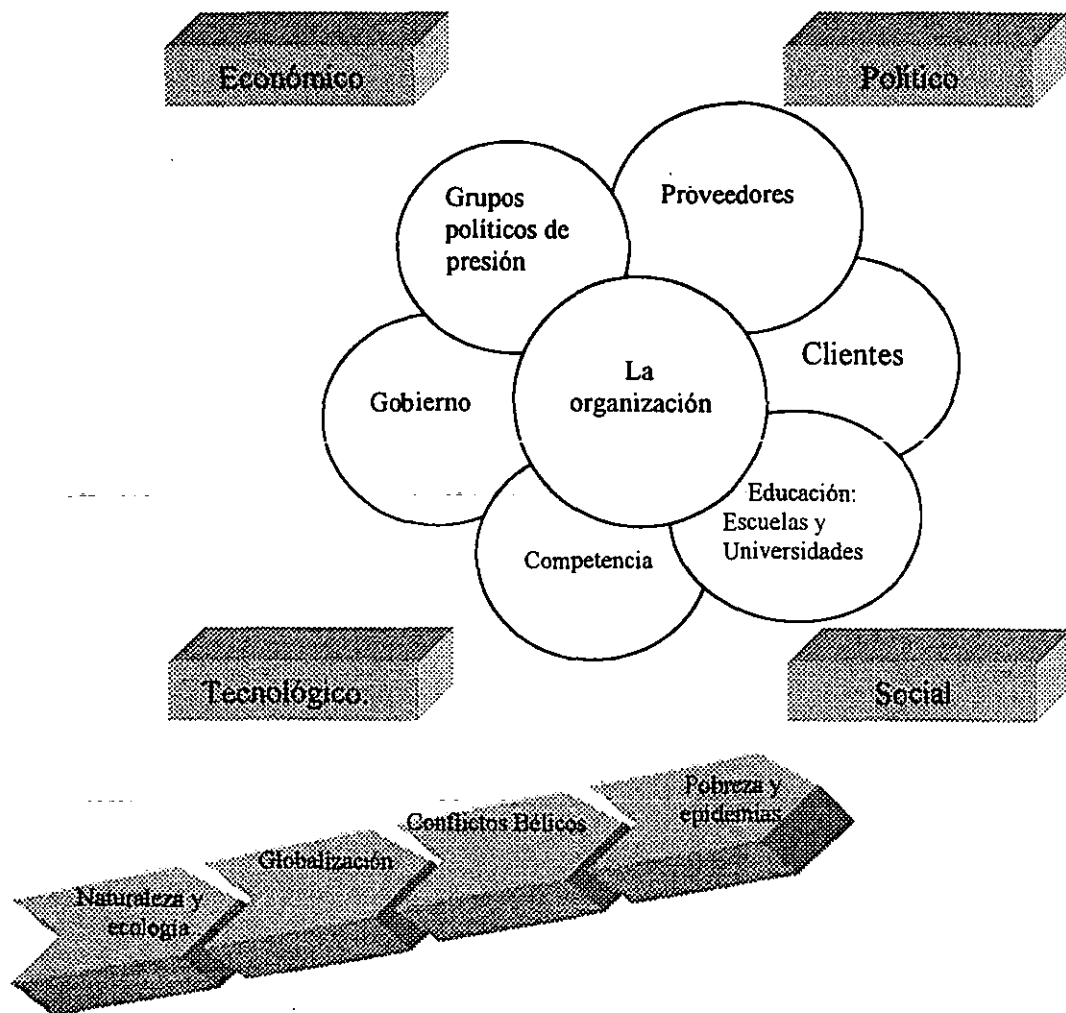 Económico
Político
Grupos
políticos de
presión
Proveedores
Clientes
La
organización
Gobierno
Educación:
Escuelas y
Universidades
Competencia
Tecnológico.
Social
Pobreza y
epidemias
Conflictos Bélicos
Globalización
Naturaleza y
ecología